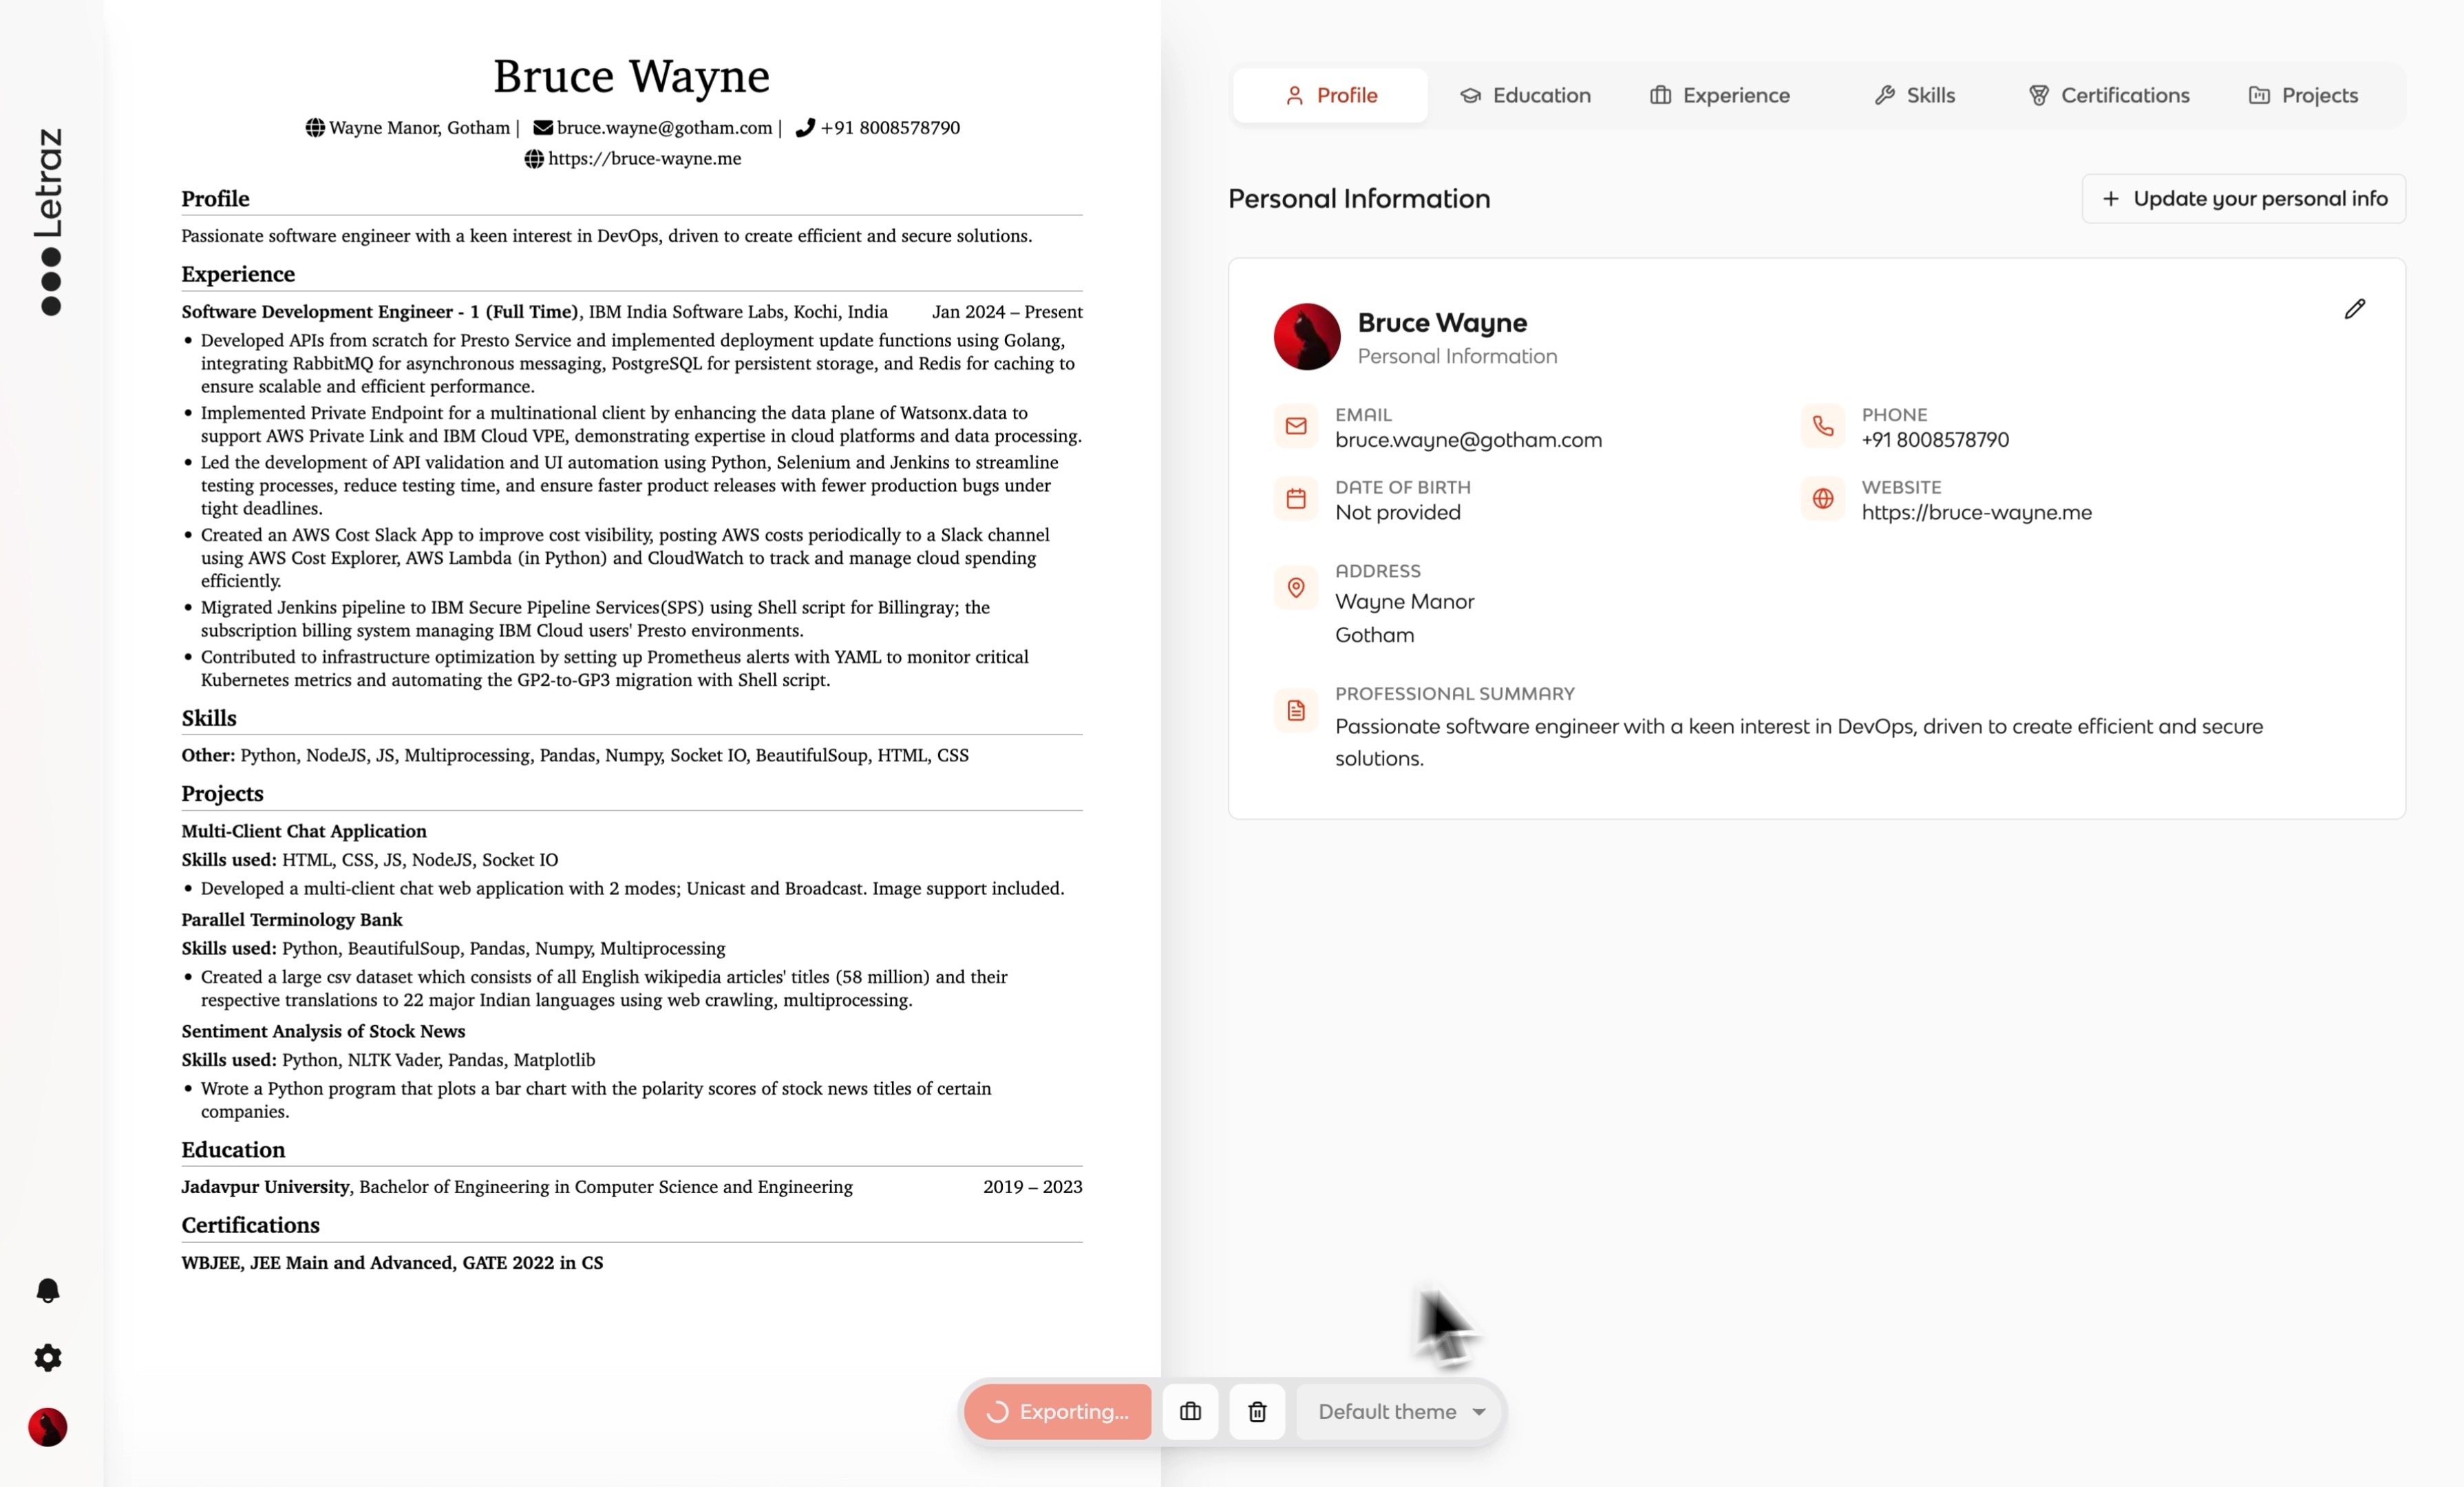 Letraz
Bruce Wayne
Wayne Manor, Gotham | bruce.wayne@gotham.com | +91 8008578790
https://bruce-wayne.me
Profile
Passionate software engineer with a keen interest in DevOps, driven to create efficient and secure solutions.
Experience
Software Development Engineer - 1 (Full Time), IBM India Software Labs, Kochi, India Jan 2024 – Present
• Developed APIs from scratch for Presto Service and implemented deployment update functions using Golang,
integrating RabbitMQ for asynchronous messaging, PostgreSQL for persistent storage, and Redis for caching to
ensure scalable and efficient performance.
• Implemented Private Endpoint for a multinational client by enhancing the data plane of Watsonx.data to
support AWS Private Link and IBM Cloud VPE, demonstrating expertise in cloud platforms and data processing.
• Led the development of API validation and UI automation using Python, Selenium and Jenkins to streamline
testing processes, reduce testing time, and ensure faster product releases with fewer production bugs under
tight deadlines.
• Created an AWS Cost Slack App to improve cost visibility, posting AWS costs periodically to a Slack channel
using AWS Cost Explorer, AWS Lambda (in Python) and CloudWatch to track and manage cloud spending
efficiently.
• Migrated Jenkins pipeline to IBM Secure Pipeline Services(SPS) using Shell script for Billingray; the
subscription billing system managing IBM Cloud users' Presto environments.
• Contributed to infrastructure optimization by setting up Prometheus alerts with YAML to monitor critical
Kubernetes metrics and automating the GP2-to-GP3 migration with Shell script.
Skills
Other: Python, NodeJS, JS, Multiprocessing, Pandas, Numpy, Socket IO, BeautifulSoup, HTML, CSS
Projects
Multi-Client Chat Application
Skills used: HTML, CSS, JS, NodeJS, Socket IO
• Developed a multi-client chat web application with 2 modes; Unicast and Broadcast. Image support included.
Parallel Terminology Bank
Skills used: Python, BeautifulSoup, Pandas, Numpy, Multiprocessing
• Created a large csv dataset which consists of all English wikipedia articles' titles (58 million) and their
respective translations to 22 major Indian languages using web crawling, multiprocessing.
Sentiment Analysis of Stock News
Skills used: Python, NLTK Vader, Pandas, Matplotlib
• Wrote a Python program that plots a bar chart with the polarity scores of stock news titles of certain
companies.
Education
Jadavpur University, Bachelor of Engineering in Computer Science and Engineering 2019 – 2023
Certifications
WBJEE, JEE Main and Advanced, GATE 2022 in CS
Profile Education Experience Skills Certifications Projects
Personal Information
+ Update your personal info
Bruce Wayne
Personal Information
EMAIL
bruce.wayne@gotham.com
PHONE
+91 8008578790
DATE OF BIRTH
Not provided
WEBSITE
https://bruce-wayne.me
ADDRESS
Wayne Manor
Gotham
PROFESSIONAL SUMMARY
Passionate software engineer with a keen interest in DevOps, driven to create efficient and secure
solutions.
Exporting...
Default theme